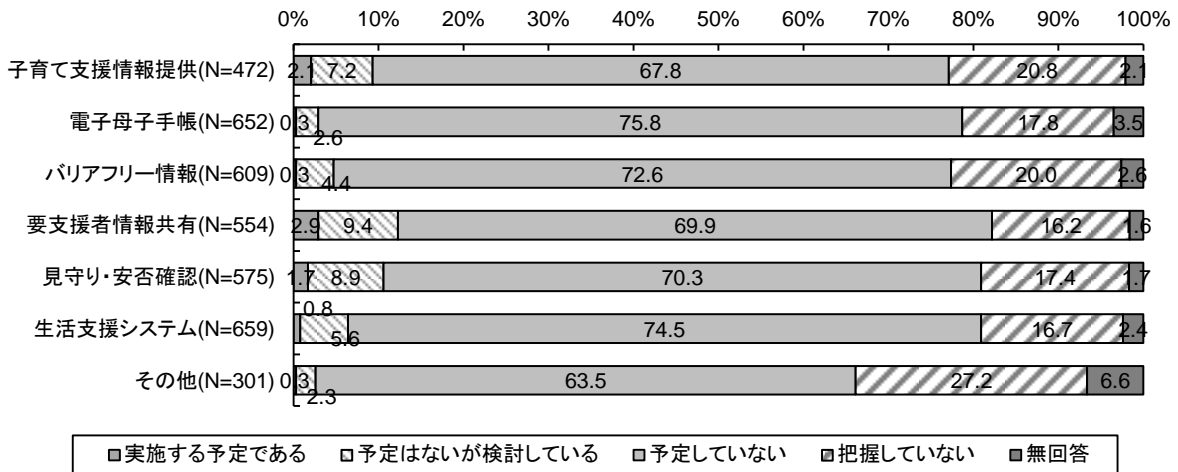 0% 10% 20% 30% 40% 50% 60% 70% 80% 90% 100%
子育て支援情報提供(N=472) 2.1 7.2 67.8 20.8 2.1
電子母子手帳(N=652) 0.3 2.6 75.8 17.8 3.5
バリアフリー情報(N=609) 0.3 4.4 72.6 20.0 2.6
要支援者情報共有(N=554) 2.9 9.4 69.9 16.2 1.6
見守り・安否確認(N=575) 1.7 8.9 70.3 17.4 1.7
生活支援システム(N=659) 0.8 5.6 74.5 16.7 2.4
その他(N=301) 0.3 2.3 63.5 27.2 6.6
実施する予定である 予定はないが検討している 予定していない 把握していない 無回答